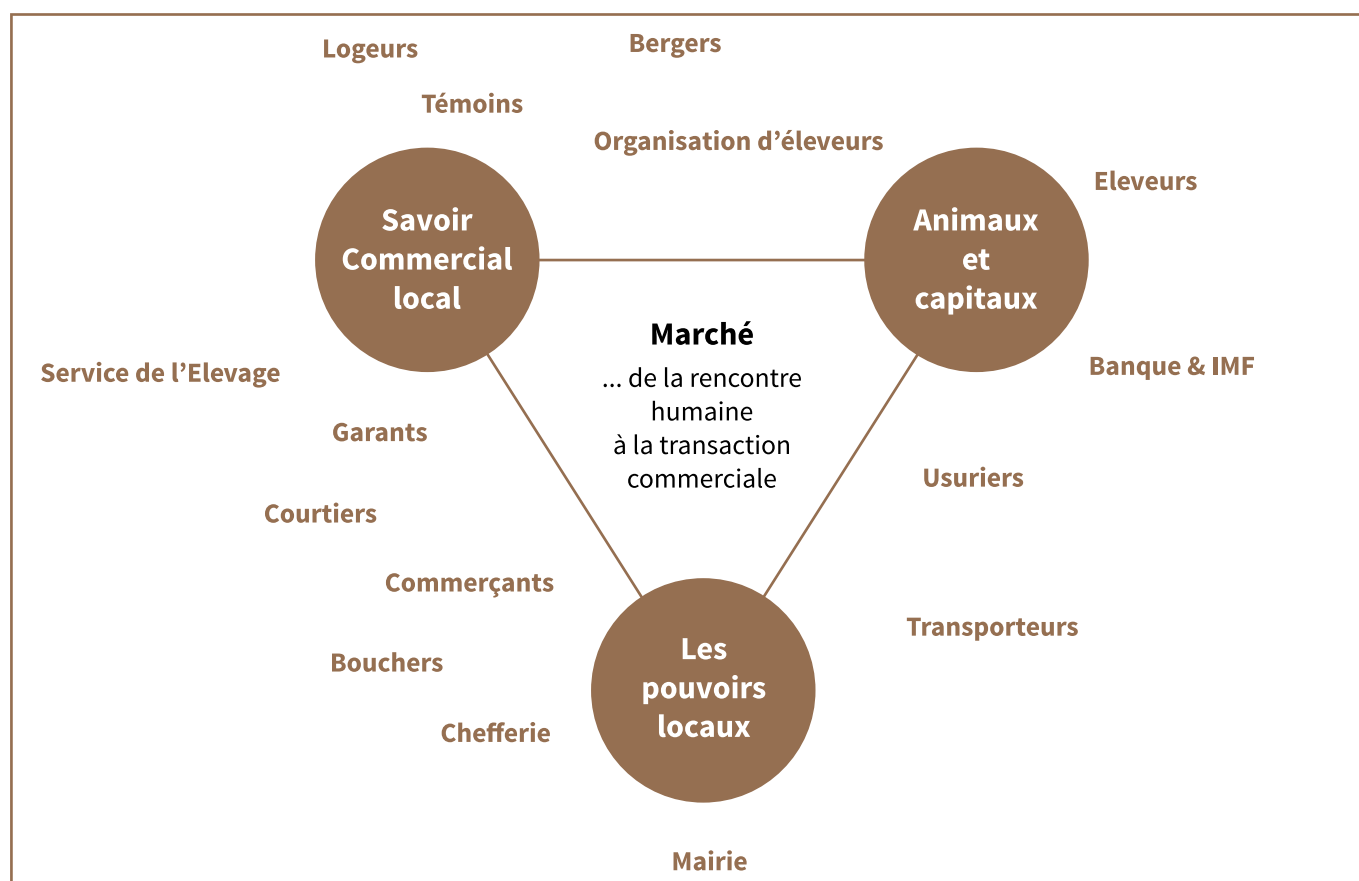 Bergers
Logeurs
Témoins
Organisation d’éleveurs
Eleveurs
Savoir
Commercial
local
Animaux
et
capitaux
Marché
... de la rencontre
humaine
à la transaction
commerciale
Service de l’Elevage
Banque & IMF
Garants
Usuriers
Courtiers
Commerçants
Transporteurs
Bouchers
Les
pouvoirs
locaux
Chefferie
Mairie